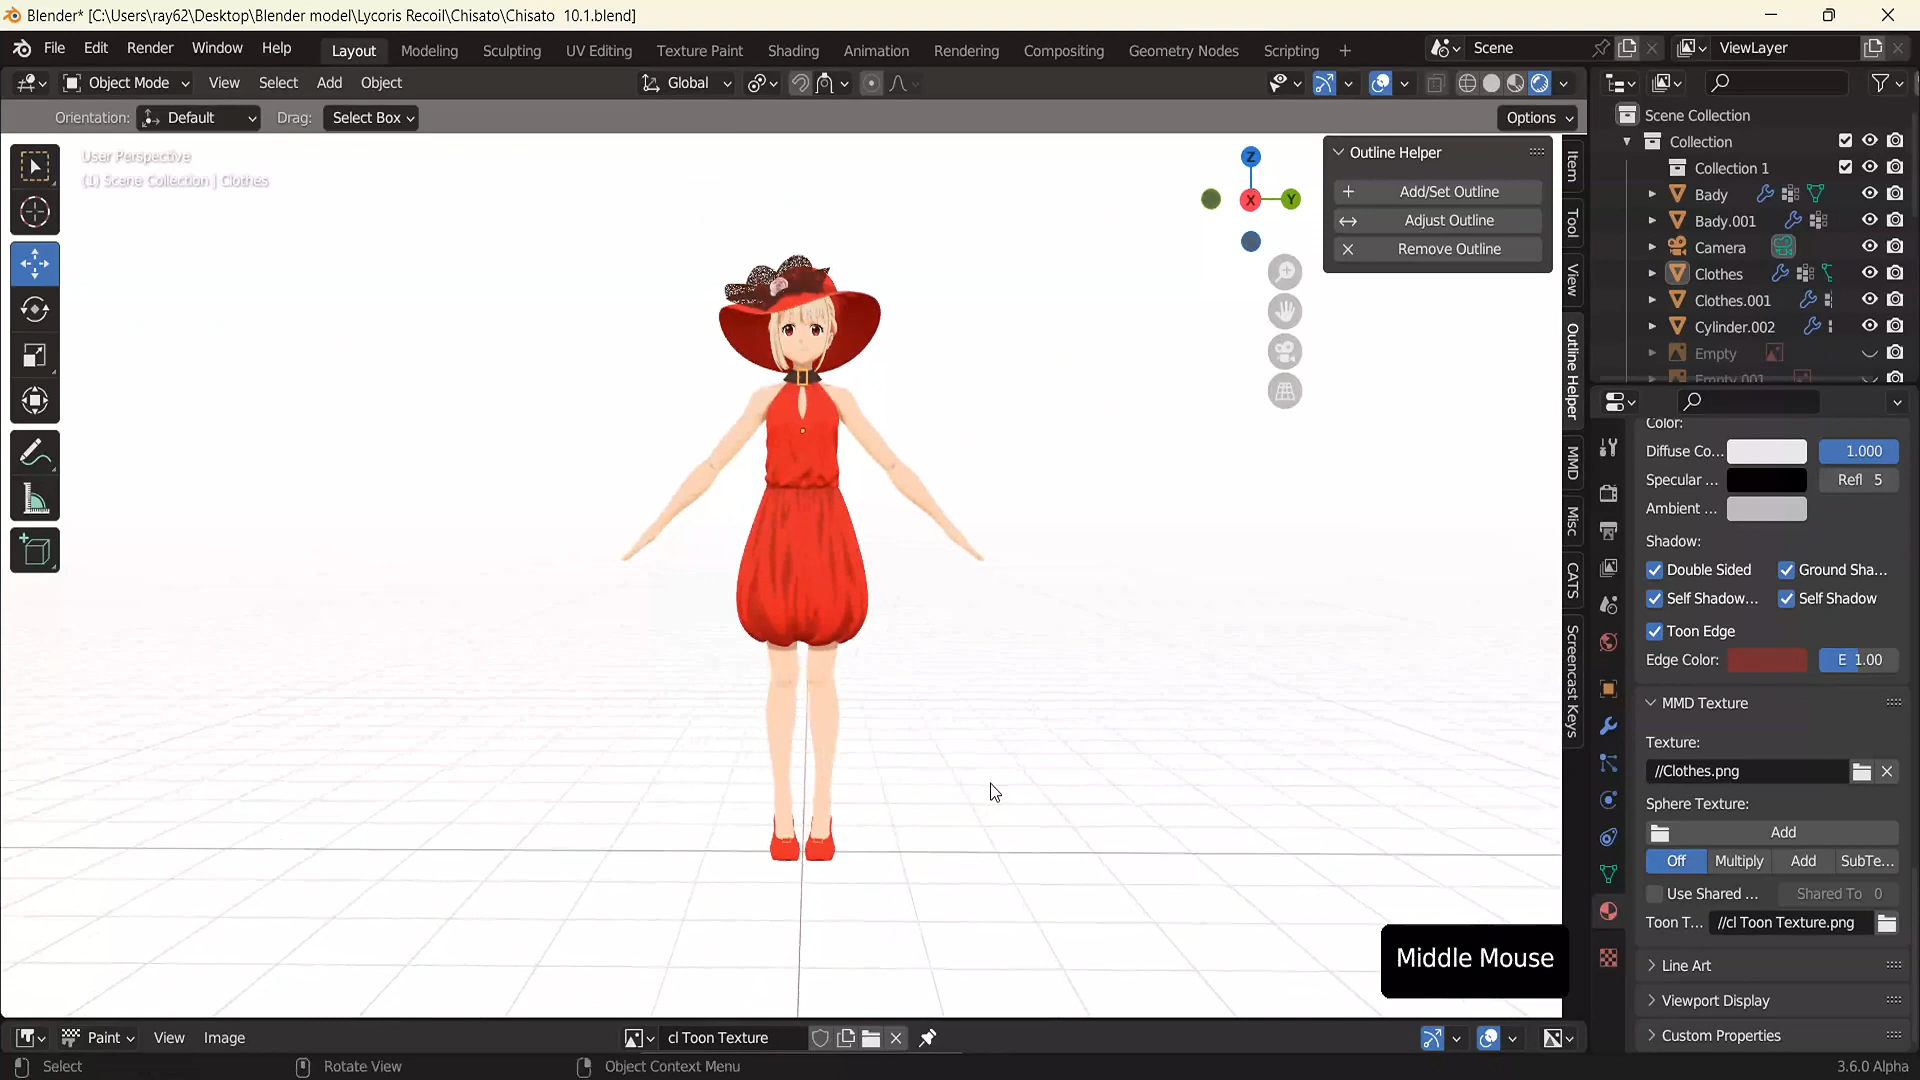 Blender* [C:\Users\ray62\Desktop\Blender model\Lycoris Recoil\Chisato\Chisato  10.1.blend]
File Edit Render Window Help Layout Modeling Sculpting UV Editing Texture Paint Shading Animation Rendering Compositing Geometry Nodes Scripting + Scene ViewLayer
Object Mode View Select Add Object Global
Orientation: Default Drag: Select Box Options
User Perspective
(1) Scene Collection | Clothes
Z
X
Y
Outline Helper
Add/Set Outline
Adjust Outline
Remove Outline
Item
Tool
View
Outline Helper
MMD
Misc
CATS
Screencast Keys
Scene Collection
Collection
Collection 1
Bady
Bady.001
Camera
Clothes
Clothes.001
Cylinder.002
Empty
Empty.001
Color:
Diffuse Co... 1.000
Specular ... Refl 5
Ambient ...
Shadow:
Double Sided Ground Sha...
Self Shadow... Self Shadow
Toon Edge
Edge Color: E 1.00
MMD Texture
Texture:
//Clothes.png
Sphere Texture:
Add
Off Multiply Add SubTe...
Use Shared ... Shared To 0
Toon T... //cl Toon Texture.png
Line Art
Viewport Display
Custom Properties
Middle Mouse
Paint View Image cl Toon Texture
Select Rotate View Object Context Menu 3.6.0 Alpha